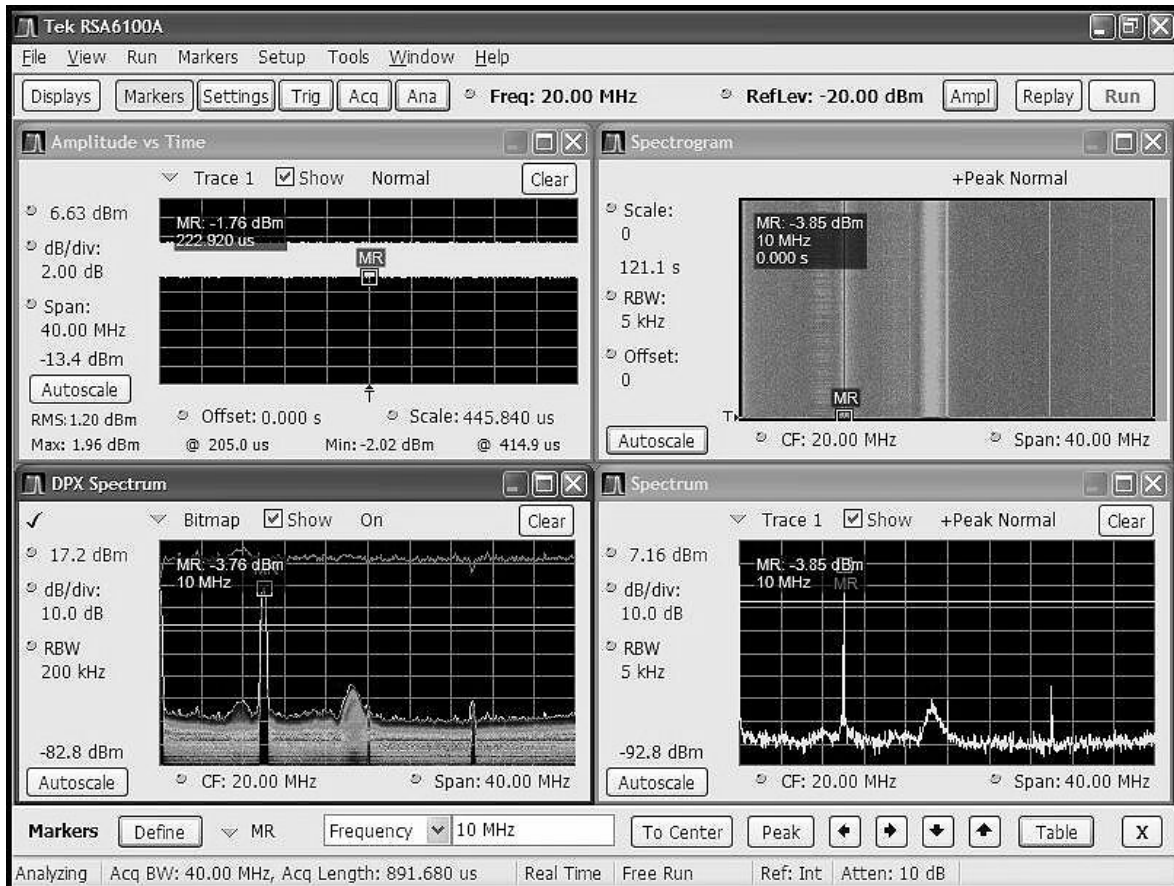 Tek RSA6100A
File View Run Markers Setup Tools Window Help
Displays Markers Settings Trig Acq Ana Freq: 20.00 MHz RefLev: -20.00 dBm Ampl Replay Run
Amplitude vs Time
Trace 1 Show Normal Clear
6.63 dBm
dB/div:
2.00 dB
Span:
40.00 MHz
-13.4 dBm
Autoscale
MR: -1.76 dBm
222.920 us
MR
RMS: 1.20 dBm Offset: 0.000 s Scale: 445.840 us
Max: 1.96 dBm @ 205.0 us Min: -2.02 dBm @ 414.9 us
Spectrogram
+Peak Normal
Scale:
0
121.1 s
RBW:
5 kHz
Offset:
0
MR: -3.85 dBm
10 MHz
0.000 s
MR
Autoscale CF: 20.00 MHz Span: 40.00 MHz
DPX Spectrum
Bitmap Show On Clear
17.2 dBm
dB/div:
10.0 dB
RBW
200 kHz
-82.8 dBm
MR: -3.76 dBm
10 MHz
MR
Autoscale CF: 20.00 MHz Span: 40.00 MHz
Spectrum
Trace 1 Show +Peak Normal Clear
7.16 dBm
dB/div:
10.0 dB
RBW
5 kHz
-92.8 dBm
MR: -3.85 dBm
10 MHz
MR
Autoscale CF: 20.00 MHz Span: 40.00 MHz
Markers Define MR Frequency 10 MHz To Center Peak Table X
Analyzing Acq BW: 40.00 MHz, Acq Length: 891.680 us Real Time Free Run Ref: Int Atten: 10 dB